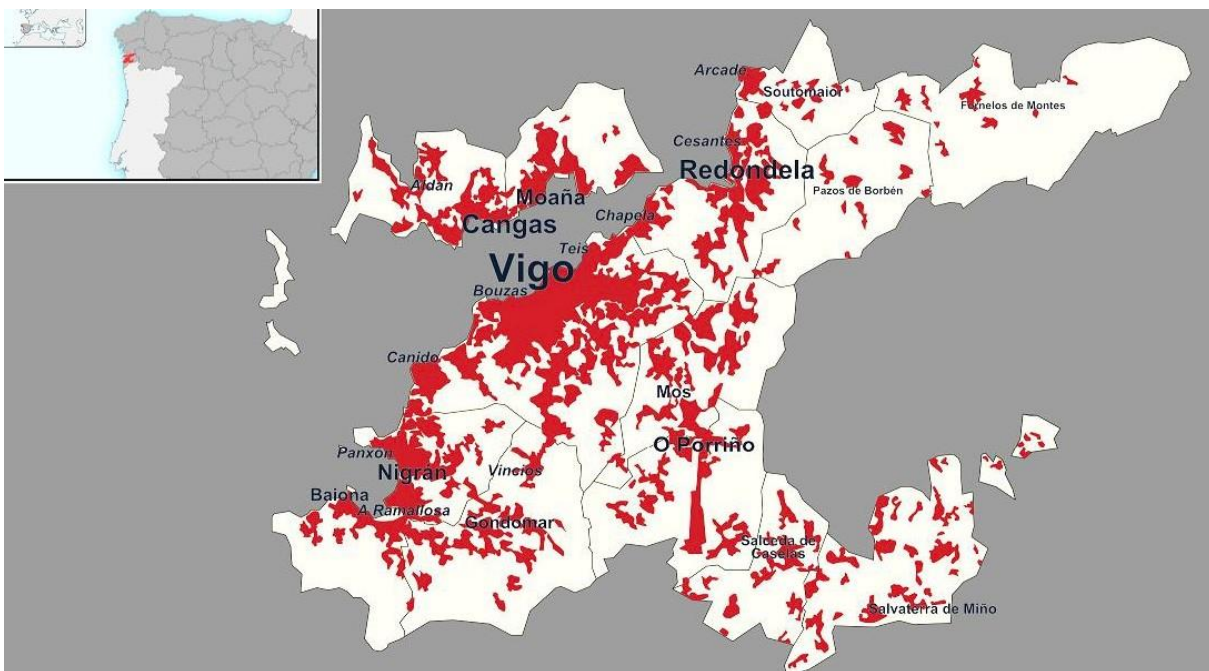 Arcade
Soutomaior
Fornelos de Montes
Cesantes
Redondela
Aldán
Pazos de Borbén
Moaña
Cangas
Chapela
Teis
Vigo
Bouzas
Canido
Mos
O Porriño
Panxón
Nigrán
Vincios
Baiona
A Ramallosa
Gondomar
Salceda de
Caselas
Salvaterra de Miño